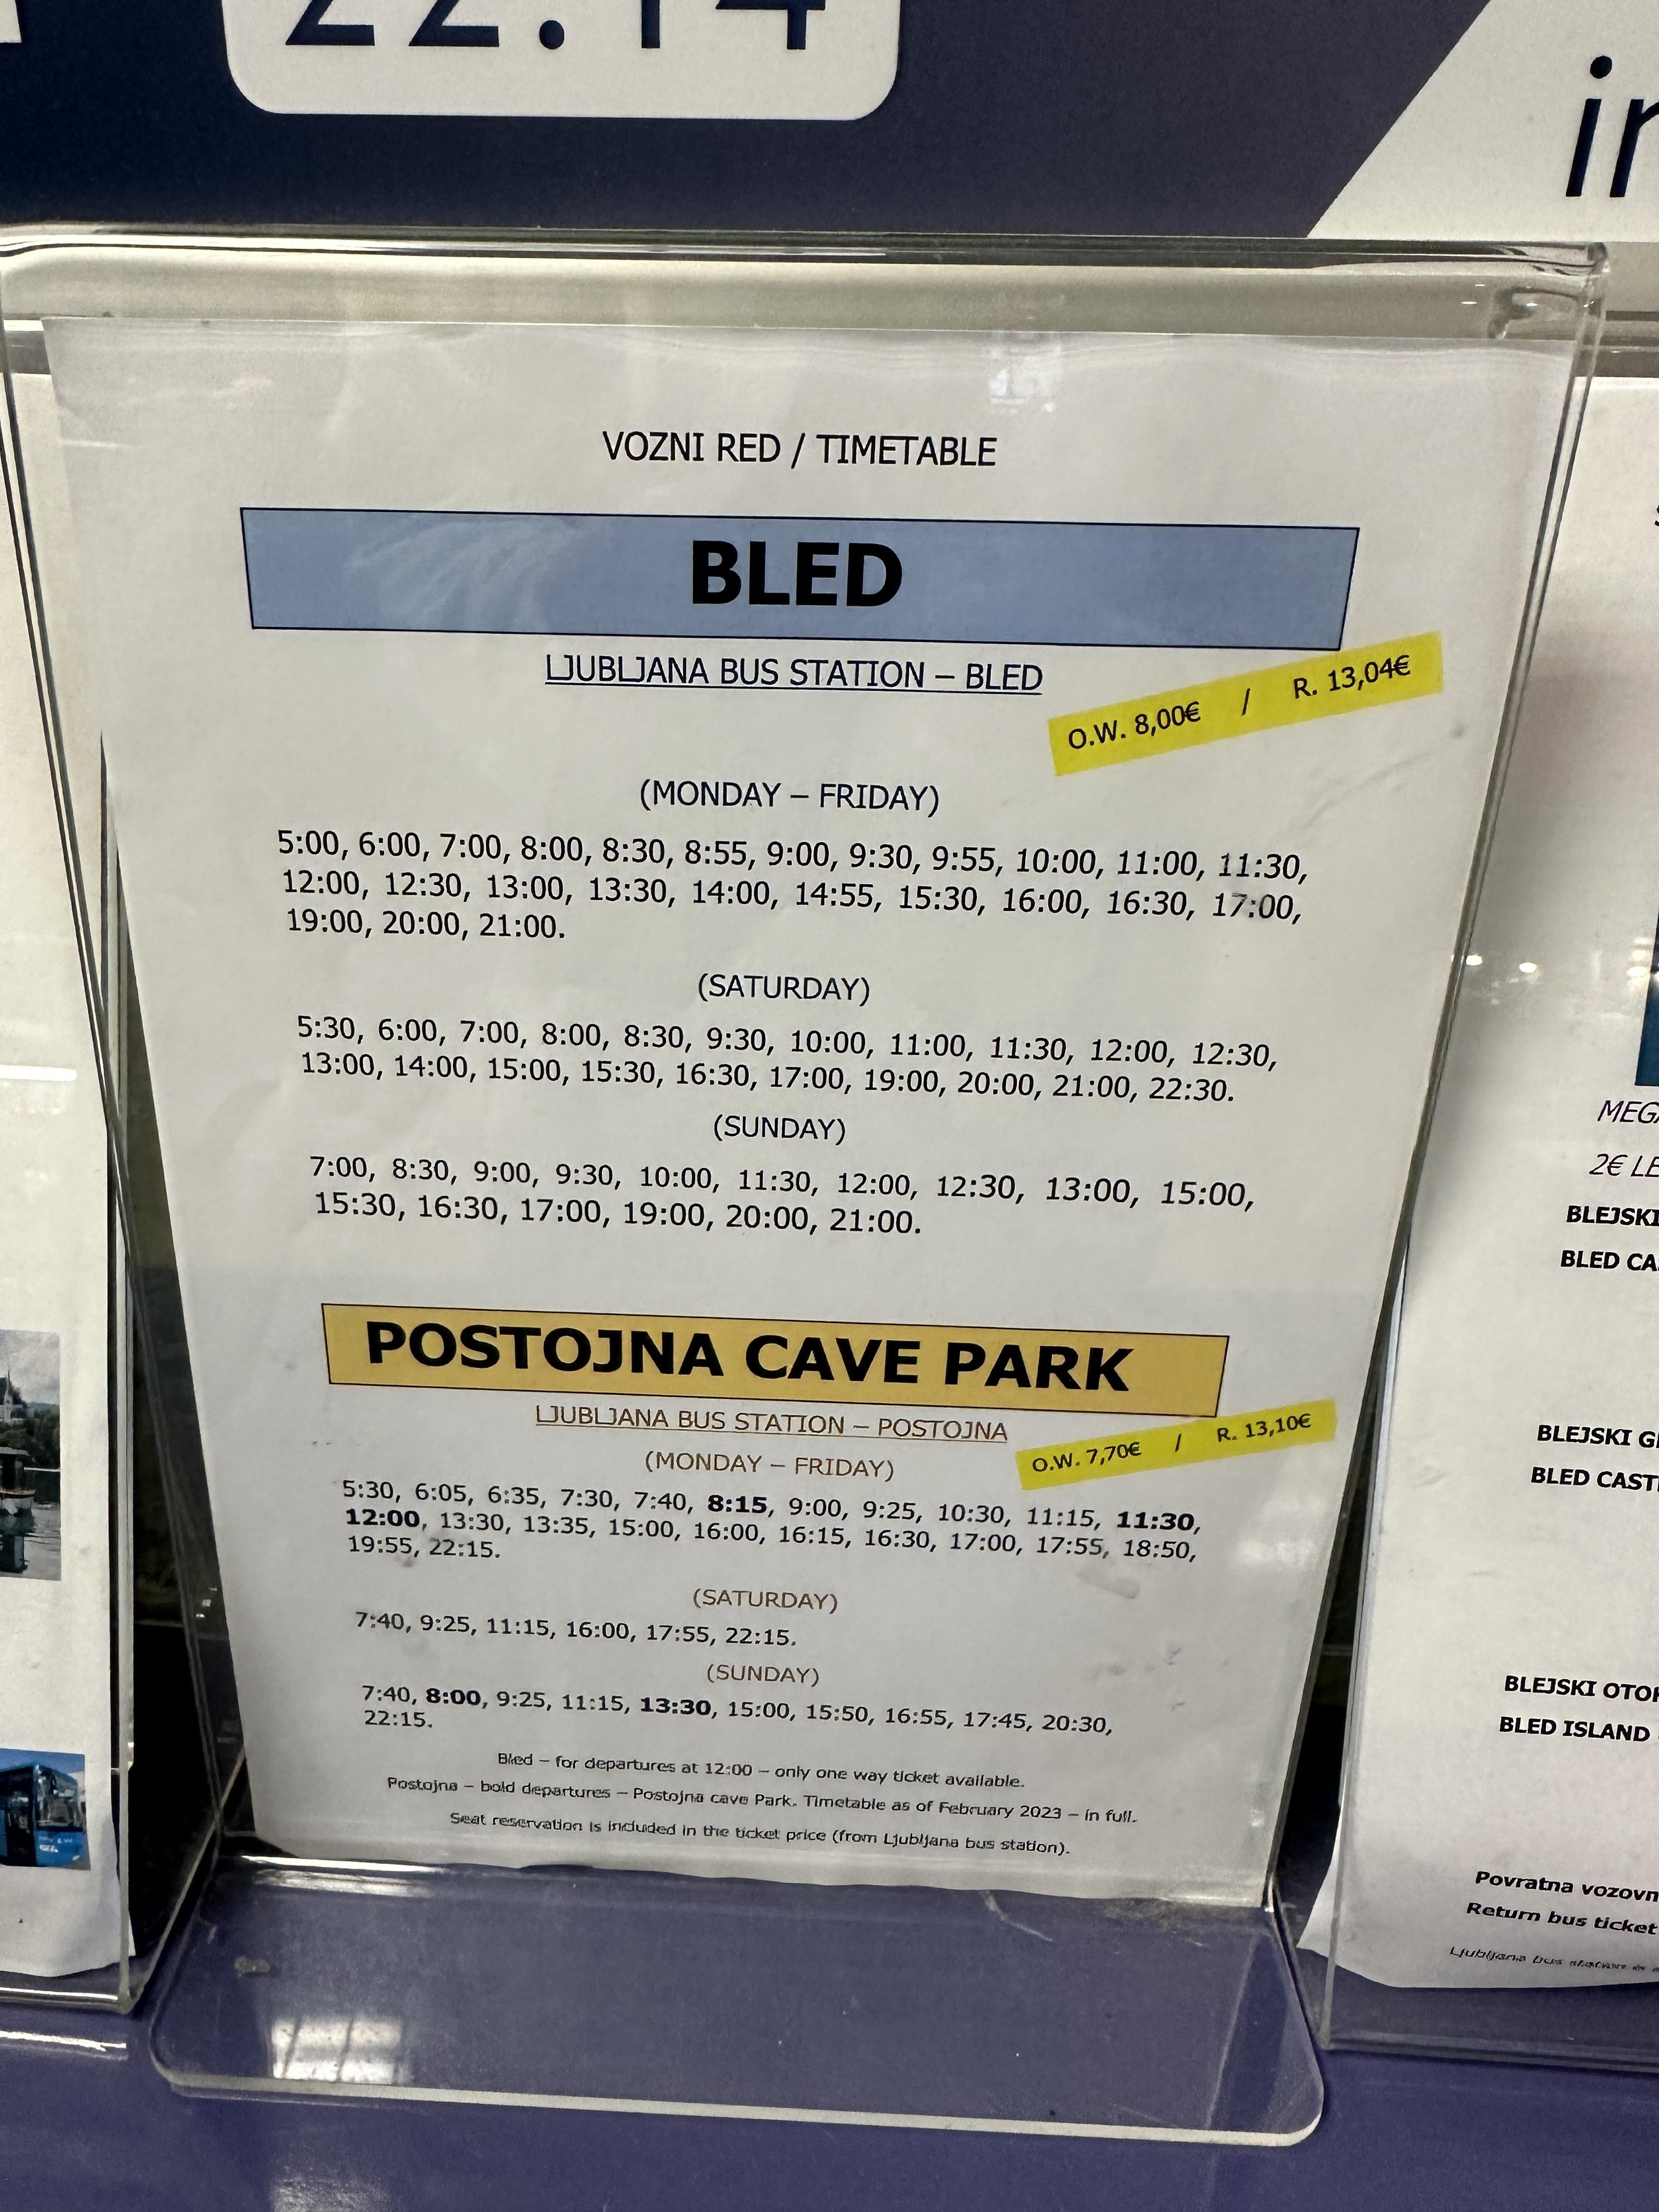 22:14
VOZNI RED / TIMETABLE
BLED
LJUBLJANA BUS STATION – BLED
O.W. 8,00€ / R. 13,04€
(MONDAY – FRIDAY)
5:00, 6:00, 7:00, 8:00, 8:30, 8:55, 9:00, 9:30, 9:55, 10:00, 11:00, 11:30,
12:00, 12:30, 13:00, 13:30, 14:00, 14:55, 15:30, 16:00, 16:30, 17:00,
19:00, 20:00, 21:00.
(SATURDAY)
5:30, 6:00, 7:00, 8:00, 8:30, 9:30, 10:00, 11:00, 11:30, 12:00, 12:30,
13:00, 14:00, 15:00, 15:30, 16:30, 17:00, 19:00, 20:00, 21:00, 22:30.
(SUNDAY)
7:00, 8:30, 9:00, 9:30, 10:00, 11:30, 12:00, 12:30, 13:00, 15:00,
15:30, 16:30, 17:00, 19:00, 20:00, 21:00.
POSTOJNA CAVE PARK
LJUBLJANA BUS STATION – POSTOJNA
O.W. 7,70€ / R. 13,10€
(MONDAY – FRIDAY)
5:30, 6:05, 6:35, 7:30, 7:40, 8:15, 9:00, 9:25, 10:30, 11:15, 11:30,
12:00, 13:30, 13:35, 15:00, 16:00, 16:15, 16:30, 17:00, 17:55, 18:50,
19:55, 22:15.
(SATURDAY)
7:40, 9:25, 11:15, 16:00, 17:55, 22:15.
(SUNDAY)
7:40, 8:00, 9:25, 11:15, 13:30, 15:00, 15:50, 16:55, 17:45, 20:30,
22:15.
Bled – for departures at 12:00 – only one way ticket available.
Postojna – bold departures – Postojna cave Park. Timetable as of February 2023 – in full.
Seat reservation is included in the ticket price (from Ljubljana bus station).
2€
BLEJSKI
BLED
BLEJSKI
BLED
BLEJSKI
BLED ISLAND
Povratna
Return bus ticket
Ljubljana bus